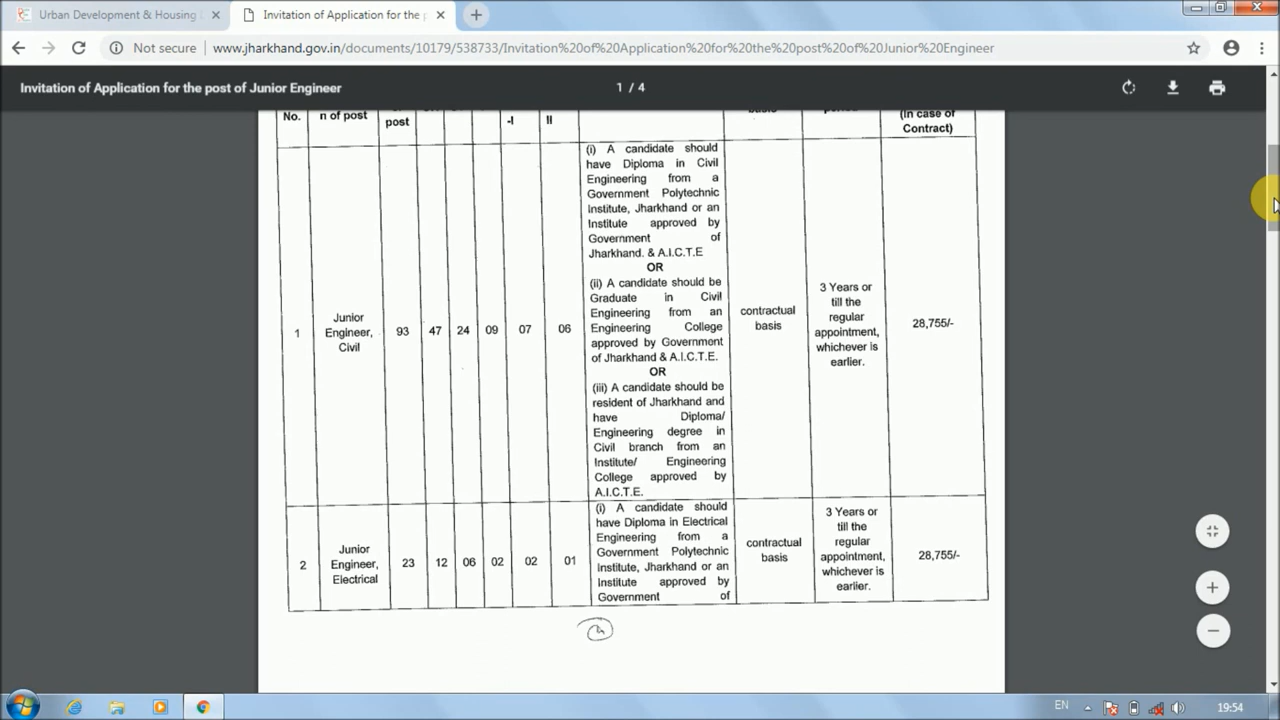 Urban Development & Housing
Invitation of Application for the p
Not secure
www.jharkhand.gov.in/documents/10179/538733/Invitation%20of%20Application%20for%20the%20post%20of%20Junior%20Engineer
Invitation of Application for the post of Junior Engineer
1 / 4
No.
n of post
post
-I
II
(In case of
Contract)
1
Junior
Engineer,
Civil
93
47
24
09
07
06
(i) A candidate should
have Diploma in Civil
Engineering from a
Government Polytechnic
Institute, Jharkhand or an
Institute approved by
Government of
Jharkhand. & A.I.C.T.E
OR
(ii) A candidate should be
Graduate in Civil
Engineering from an
Engineering College
approved by Government
of Jharkhand & A.I.C.T.E.
OR
(iii) A candidate should be
resident of Jharkhand and
have Diploma/
Engineering degree in
Civil branch from an
Institute/ Engineering
College approved by
A.I.C.T.E.
contractual
basis
3 Years or
till the
regular
appointment,
whichever is
earlier.
28,755/-
2
Junior
Engineer,
Electrical
23
12
06
02
02
01
(i) A candidate should
have Diploma in Electrical
Engineering from a
Government Polytechnic
Institute, Jharkhand or an
Institute approved by
Government of
contractual
basis
3 Years or
till the
regular
appointment,
whichever is
earlier.
28,755/-
EN
19:54